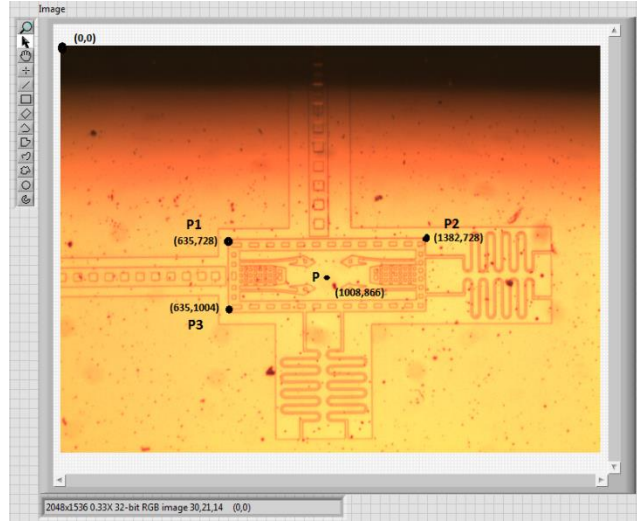 Image
(0,0)
P1
P2
(635,728)
(1382,728)
P
(1008,866)
(635,1004)
P3
2048x1536 0.33X 32-bit RGB image 30,21,14 (0,0)